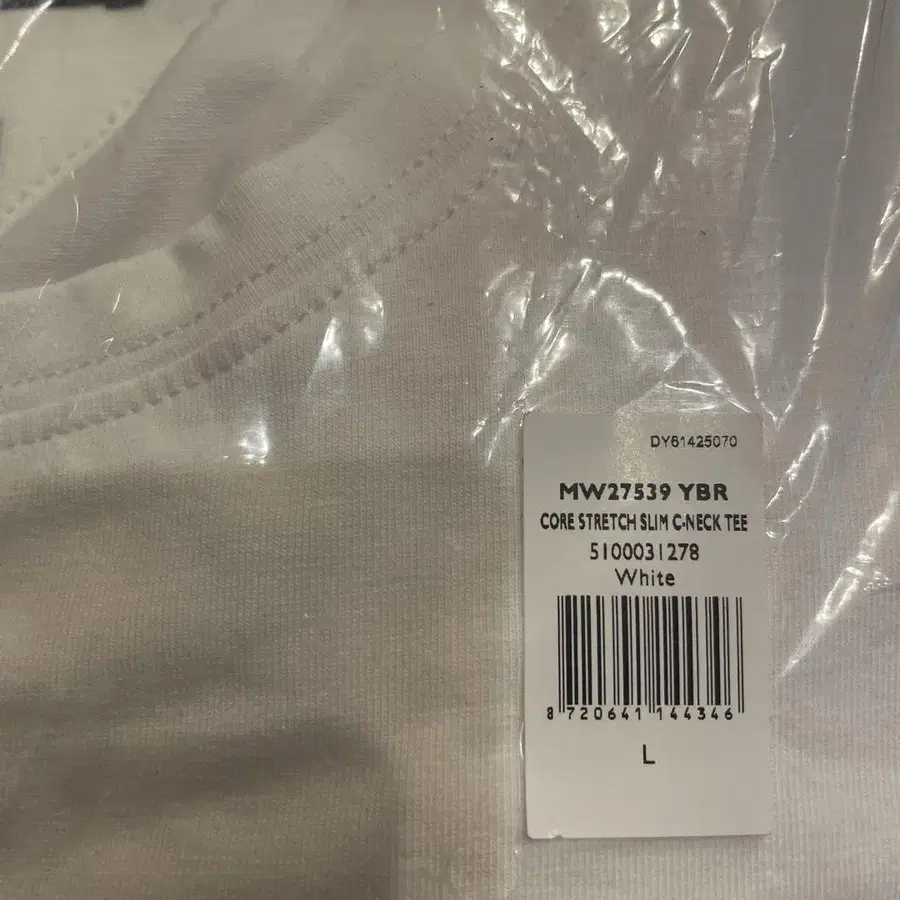 DY61425070
MW27539 YBR
CORE STRETCH SLIM C-NECK TEE
5100031278
White
8 720641 144346
L